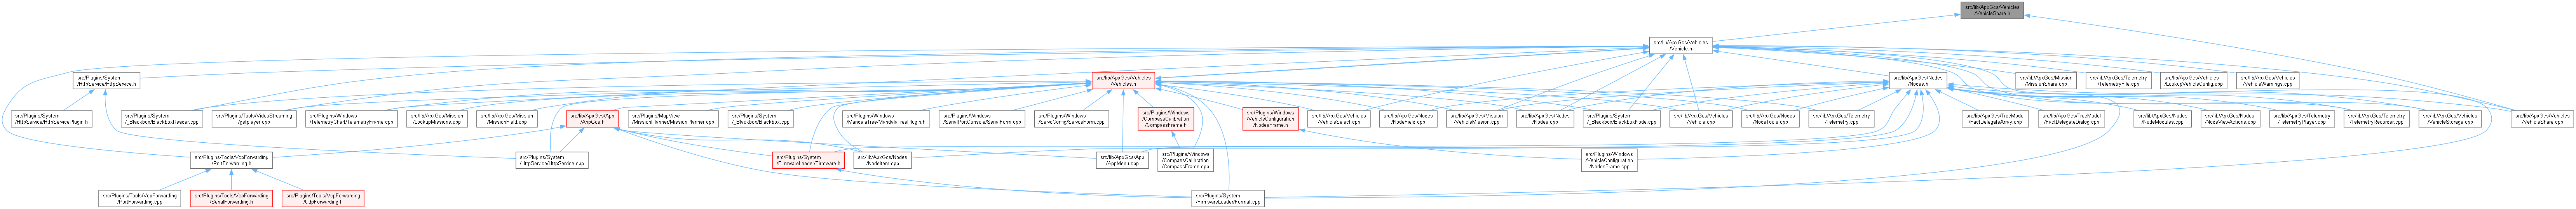 src/lib/ApxGcs/Vehicles
/VehicleShare.h
src/lib/ApxGcs/Vehicles
/Vehicle.h
src/Plugins/System
/HttpService/HttpService.h
src/lib/ApxGcs/Vehicles
/Vehicles.h
src/lib/ApxGcs/Nodes
/Nodes.h
src/lib/ApxGcs/Mission
/MissionShare.cpp
src/lib/ApxGcs/Telemetry
/TelemetryFile.cpp
src/lib/ApxGcs/Vehicles
/LookupVehicleConfig.cpp
src/lib/ApxGcs/Vehicles
/VehicleWarnings.cpp
src/Plugins/System
/HttpService/HttpServicePlugin.h
src/Plugins/System
/_Blackbox/BlackboxReader.cpp
src/Plugins/Tools/VideoStreaming
/gstplayer.cpp
src/Plugins/Windows
/TelemetryChart/TelemetryFrame.cpp
src/lib/ApxGcs/Mission
/LookupMissions.cpp
src/lib/ApxGcs/Mission
/MissionField.cpp
src/lib/ApxGcs/App
/AppGcs.h
src/Plugins/MapView
/MissionPlanner/MissionPlanner.cpp
src/Plugins/System
/_Blackbox/Blackbox.cpp
src/Plugins/Windows
/MandalaTree/MandalaTreePlugin.h
src/Plugins/Windows
/SerialPortConsole/SerialForm.cpp
src/Plugins/Windows
/ServoConfig/ServosForm.cpp
src/Plugins/Windows
/CompassCalibration
/CompassFrame.h
src/Plugins/Windows
/VehicleConfiguration
/NodesFrame.h
src/lib/ApxGcs/Vehicles
/VehicleSelect.cpp
src/lib/ApxGcs/Nodes
/NodeField.cpp
src/lib/ApxGcs/Mission
/VehicleMission.cpp
src/lib/ApxGcs/Nodes
/Nodes.cpp
src/Plugins/System
/_Blackbox/BlackboxNode.cpp
src/lib/ApxGcs/Vehicles
/Vehicle.cpp
src/lib/ApxGcs/Nodes
/NodeTools.cpp
src/lib/ApxGcs/Telemetry
/Telemetry.cpp
src/lib/ApxGcs/TreeModel
/FactDelegateArray.cpp
src/lib/ApxGcs/TreeModel
/FactDelegateDialog.cpp
src/lib/ApxGcs/Nodes
/NodeModules.cpp
src/lib/ApxGcs/Nodes
/NodeViewActions.cpp
src/lib/ApxGcs/Telemetry
/TelemetryPlayer.cpp
src/lib/ApxGcs/Telemetry
/TelemetryRecorder.cpp
src/lib/ApxGcs/Vehicles
/VehicleStorage.cpp
src/lib/ApxGcs/Vehicles
/VehicleShare.cpp
src/Plugins/Tools/VcpForwarding
/PortForwarding.h
src/Plugins/System
/HttpService/HttpService.cpp
src/Plugins/System
/FirmwareLoader/Firmware.h
src/lib/ApxGcs/Nodes
/NodeItem.cpp
src/lib/ApxGcs/App
/AppMenu.cpp
src/Plugins/Windows
/CompassCalibration
/CompassFrame.cpp
src/Plugins/Windows
/VehicleConfiguration
/NodesFrame.cpp
src/Plugins/Tools/VcpForwarding
/PortForwarding.cpp
src/Plugins/Tools/VcpForwarding
/SerialForwarding.h
src/Plugins/Tools/VcpForwarding
/UdpForwarding.h
src/Plugins/System
/FirmwareLoader/Format.cpp